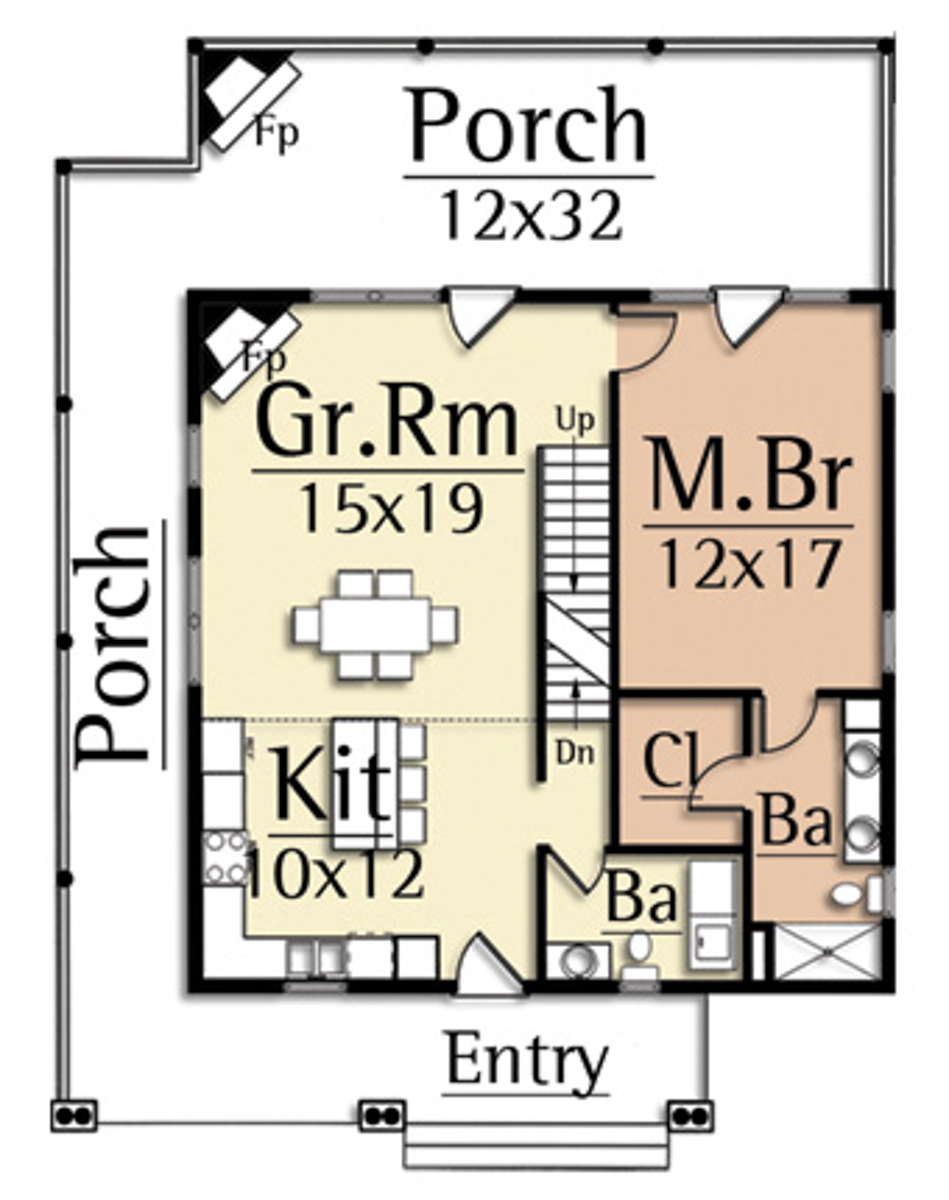 Fp
Porch
12x32
Fp
Gr.Rm
15x19
Up
M.Br
12x17
Porch
Kit
10x12
Dn
Cl
Ba
Ba
Entry